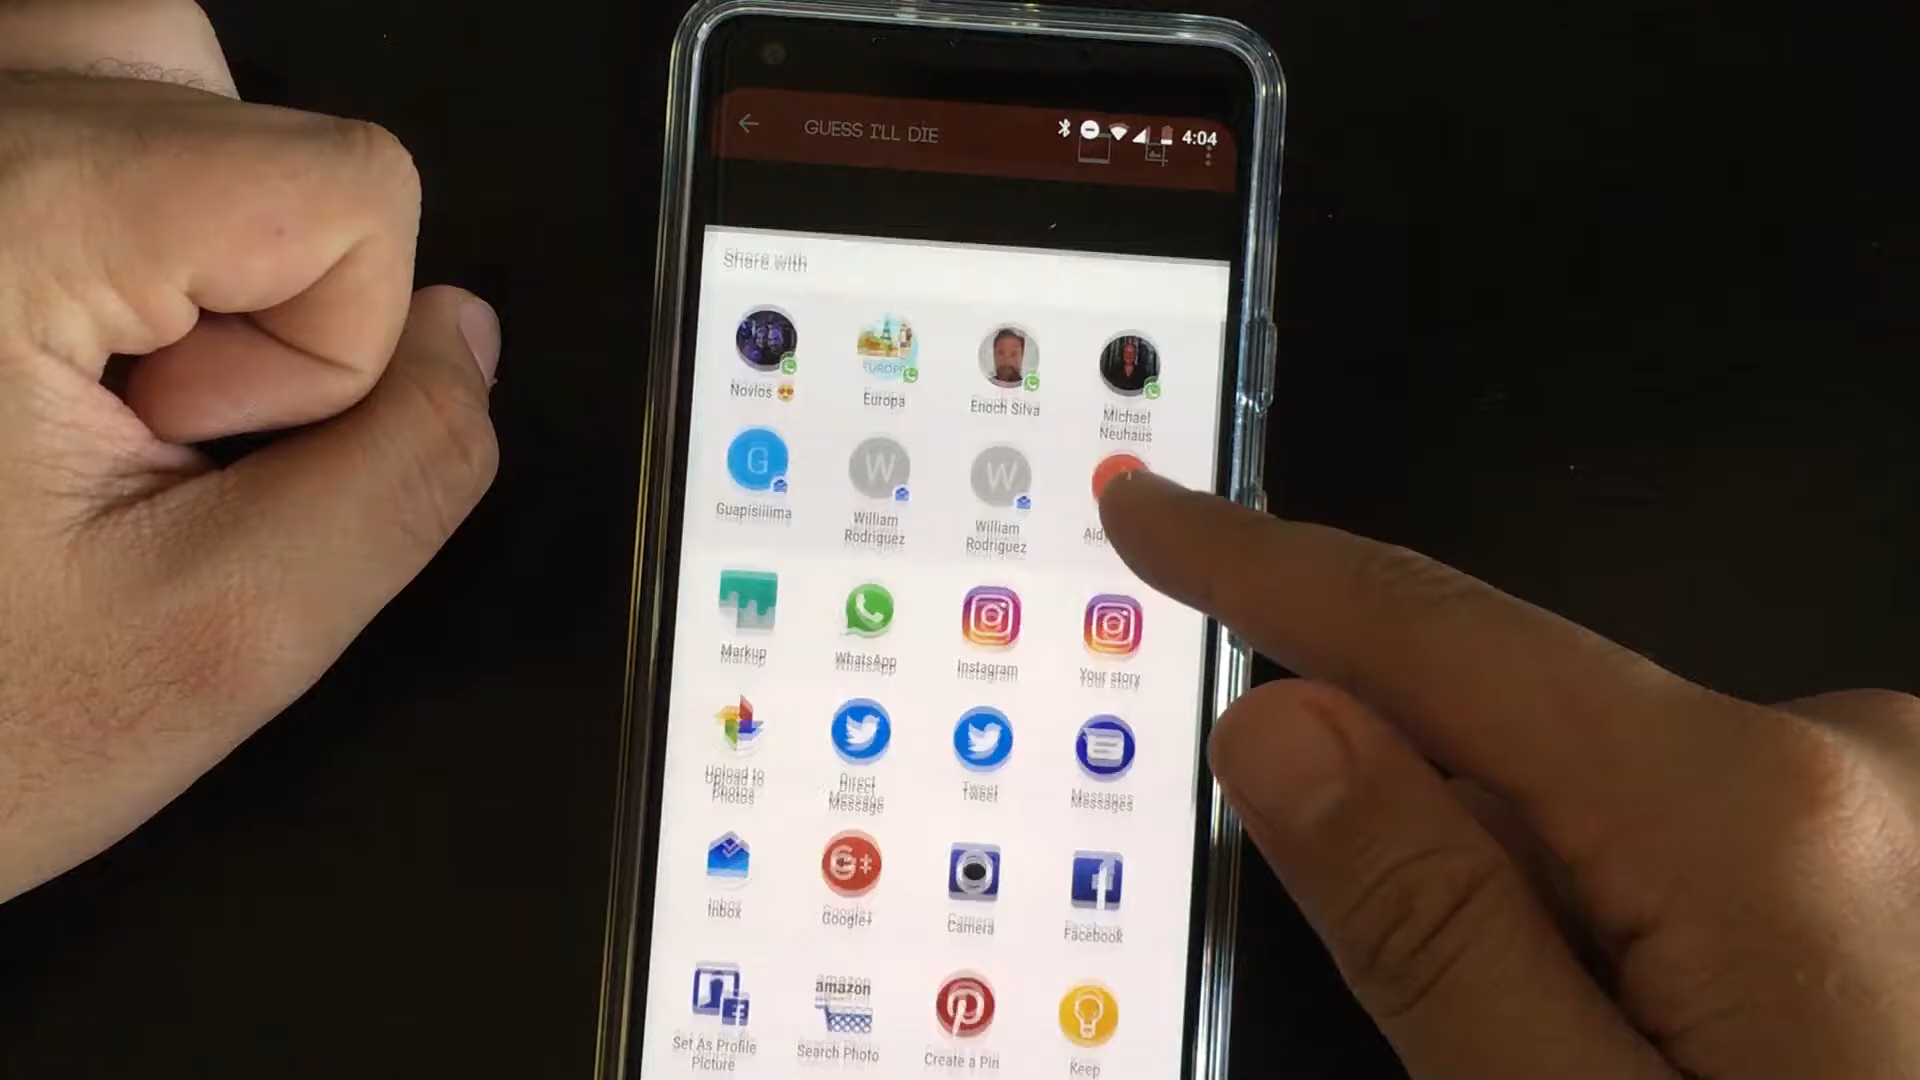 GUESS I'LL DIE
4:04
Share with
Novios 😍
Europa
Enoch Silva
Michael
Neuhaus
EUROPA
G
W
W
Guapisiiiima
William
Rodriguez
William
Rodriguez
Markup
WhatsApp
Instagram
Your story
Upload to
Photos
Direct
Message
Tweet
Messages
Inbox
Google+
Camera
Facebook
amazon
Set As Profile
Picture
Search Photo
Create a Pin
Keep